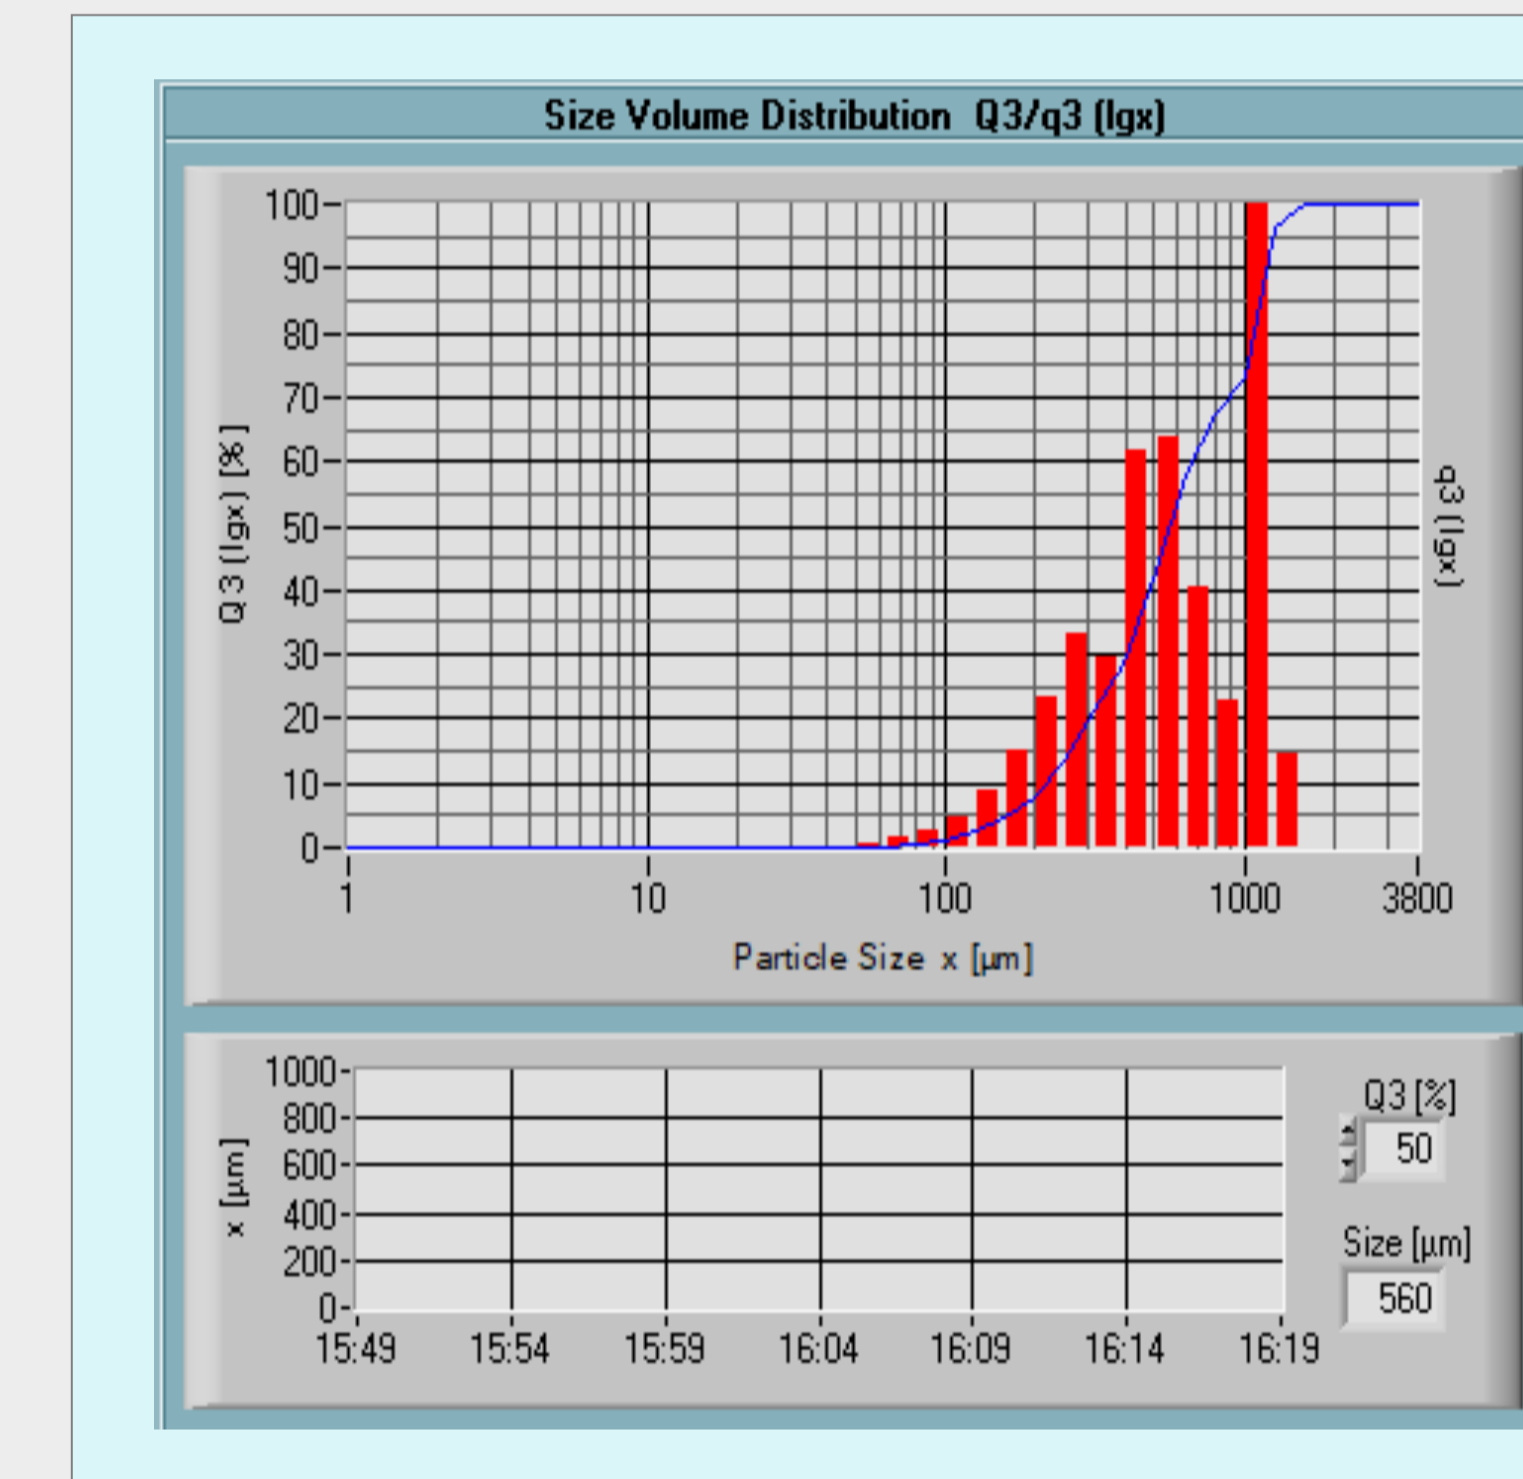 Size Volume Distribution Q3/q3 (lgx)
100
90
80
70
60
50
40
30
20
10
0
Q3 (lgx) [%]
q3 (lgx)
1 10 100 1000 3800
Particle Size x [µm]
1000
800
600
400
200
0
x [µm]
15:49 15:54 15:59 16:04 16:09 16:14 16:19
Q3 [%]
50
Size [µm]
560